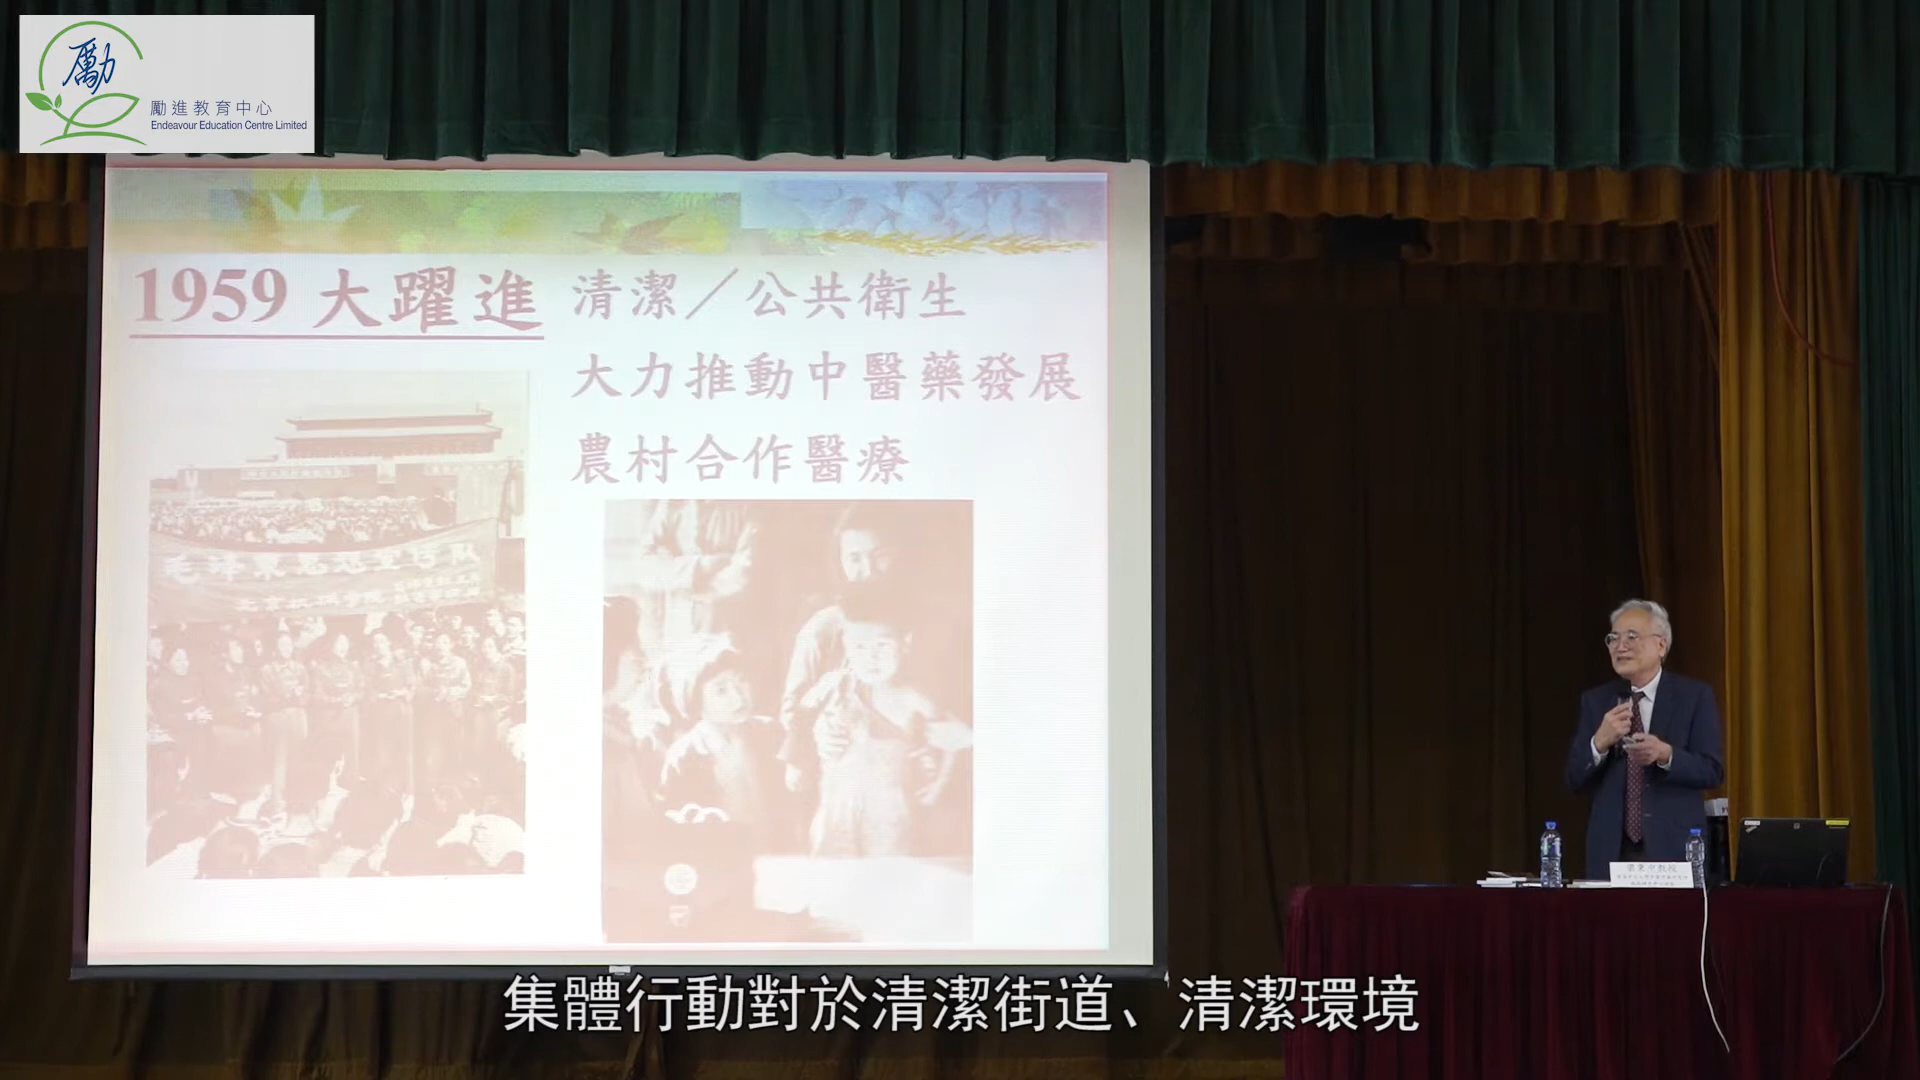 勵
勵進教育中心
Endeavour Education Centre Limited
1959 大躍進
清潔／公共衛生
大力推動中醫藥發展
農村合作醫療
集體行動對於清潔街道、清潔環境